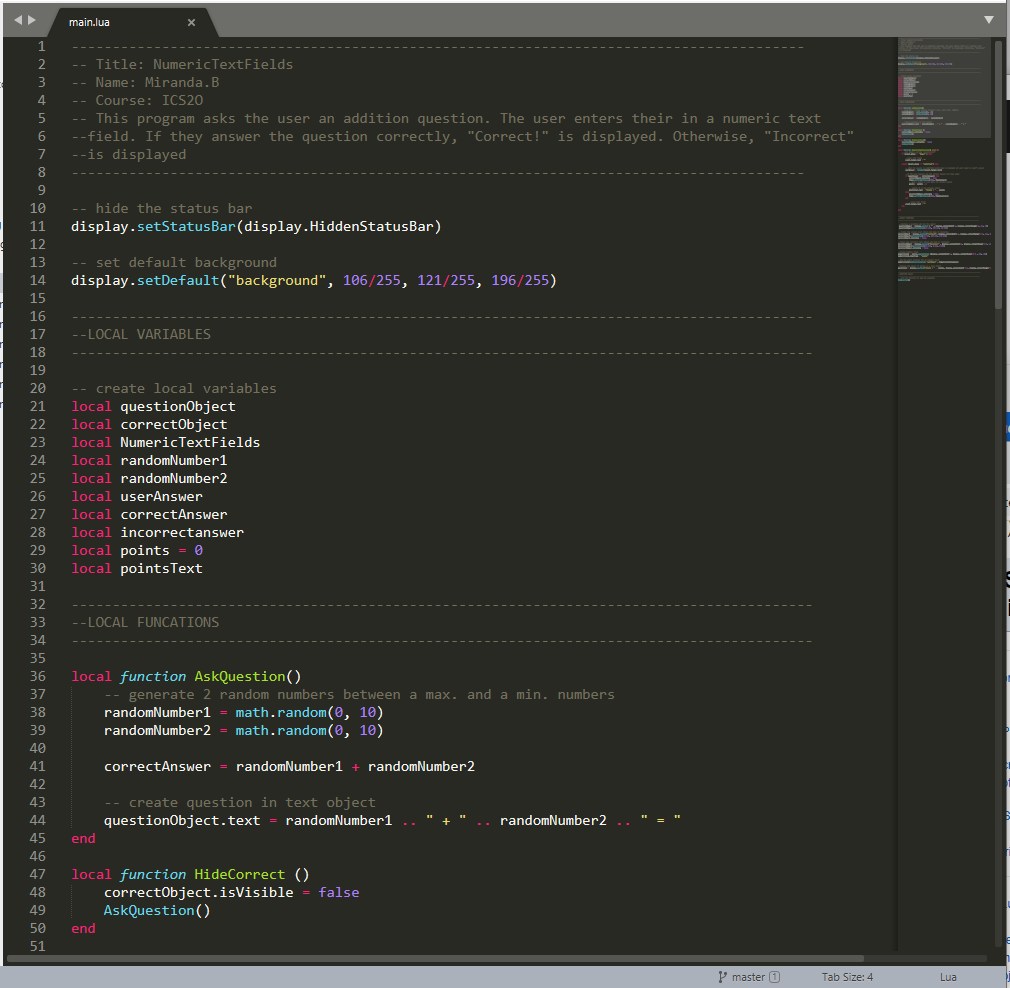 main.lua
1 --------------------------------------------------------------------------------------------
2 -- Title: NumericTextFields
3 -- Name: Miranda.B
4 -- Course: ICS2O
5 -- This program asks the user an addition question. The user enters their in a numeric text
6 --field. If they answer the question correctly, "Correct!" is displayed. Otherwise, "Incorrect"
7 --is displayed
8 --------------------------------------------------------------------------------------------
9
10 -- hide the status bar
11 display.setStatusBar(display.HiddenStatusBar)
12
13 -- set default background
14 display.setDefault("background", 106/255, 121/255, 196/255)
15
16 ---------------------------------------------------------------------------------------------
17 --LOCAL VARIABLES
18 ---------------------------------------------------------------------------------------------
19
20 -- create local variables
21 local questionObject
22 local correctObject
23 local NumericTextFields
24 local randomNumber1
25 local randomNumber2
26 local userAnswer
27 local correctAnswer
28 local incorrectanswer
29 local points = 0
30 local pointsText
31
32 ---------------------------------------------------------------------------------------------
33 --LOCAL FUNCATIONS
34 ---------------------------------------------------------------------------------------------
35
36 local function AskQuestion()
37 -- generate 2 random numbers between a max. and a min. numbers
38 randomNumber1 = math.random(0, 10)
39 randomNumber2 = math.random(0, 10)
40
41 correctAnswer = randomNumber1 + randomNumber2
42
43 -- create question in text object
44 questionObject.text = randomNumber1 .. " + " .. randomNumber2 .. " = "
45 end
46
47 local function HideCorrect ()
48 correctObject.isVisible = false
49 AskQuestion()
50 end
51
master 1 Tab Size: 4 Lua